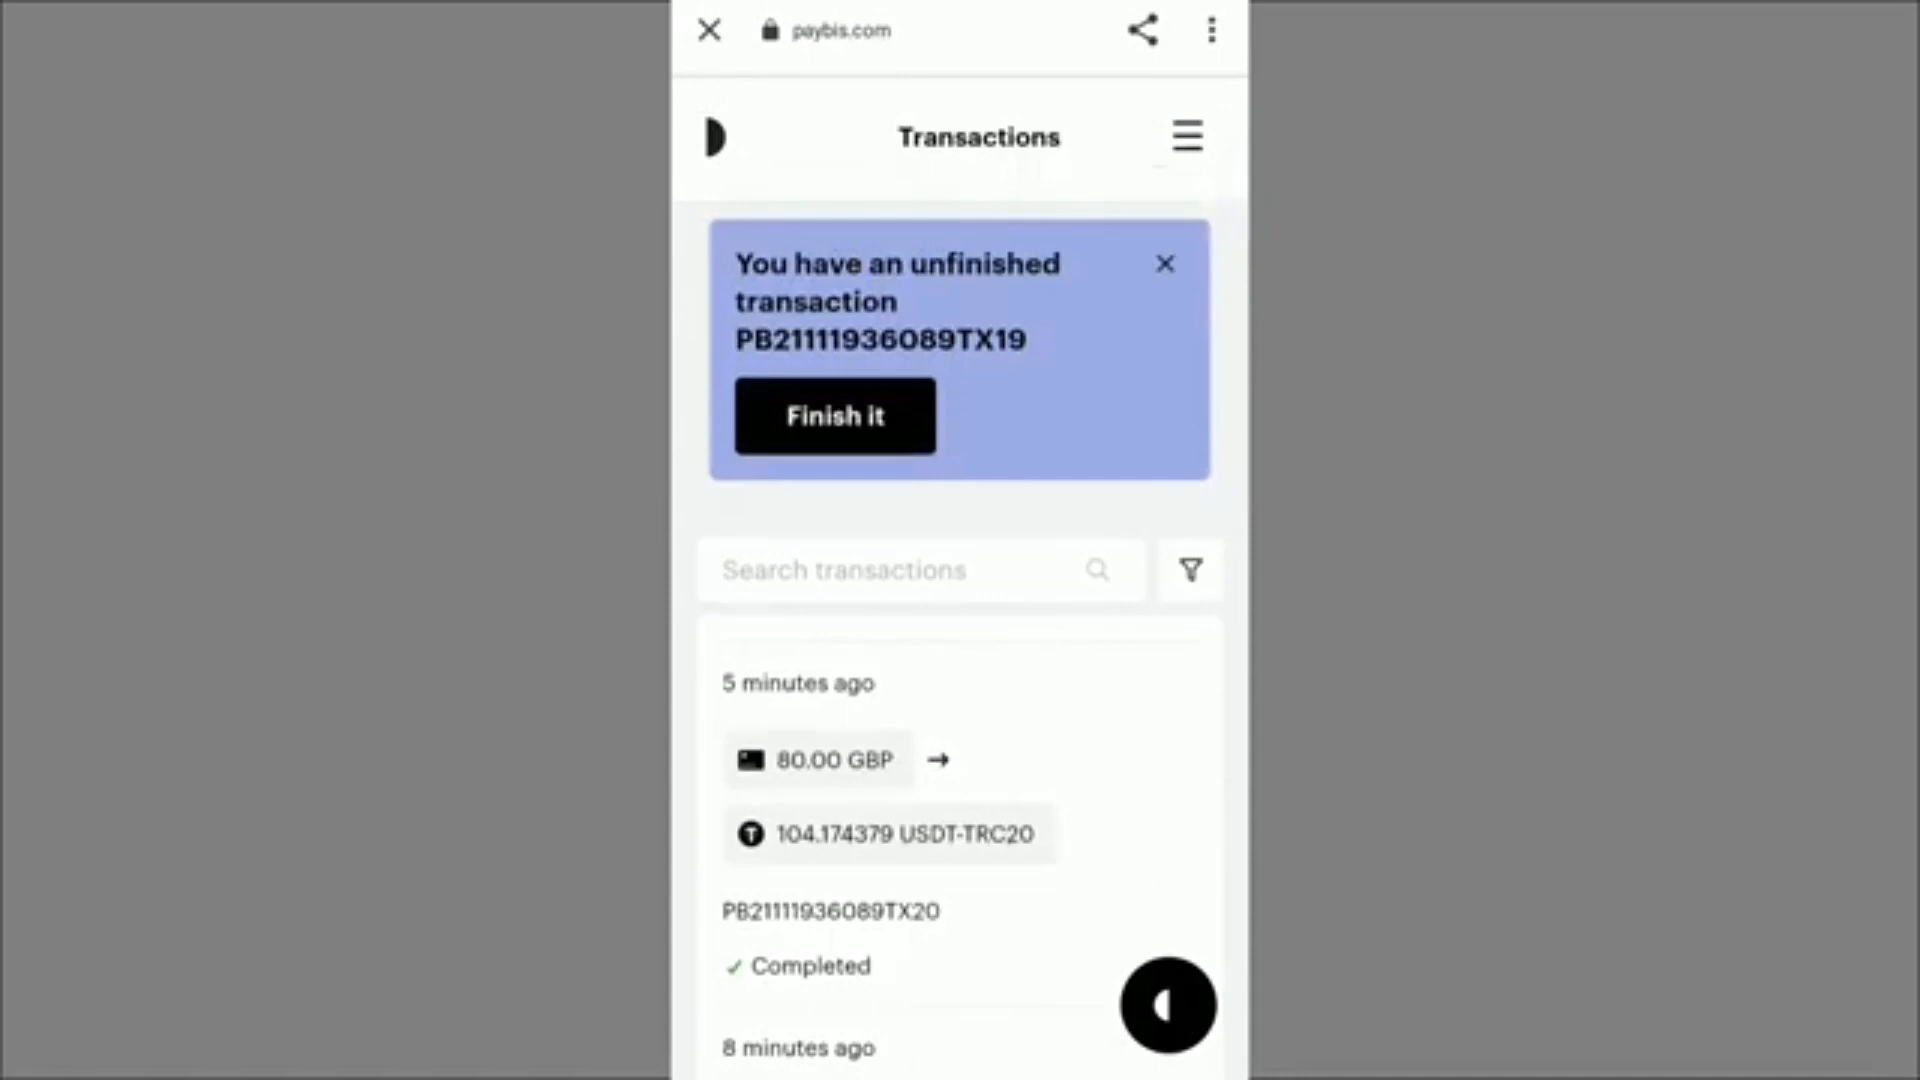 paybis.com
Transactions
You have an unfinished
transaction
PB21111936089TX19
Finish it
Search transactions
5 minutes ago
80.00 GBP →
104.174379 USDT-TRC20
PB21111936089TX20
✓ Completed
8 minutes ago